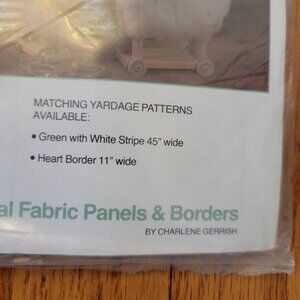 MATCHING YARDAGE PATTERNS
AVAILABLE:
• Green with White Stripe 45" wide
• Heart Border 11" wide
al Fabric Panels & Borders
BY CHARLENE GERRISH